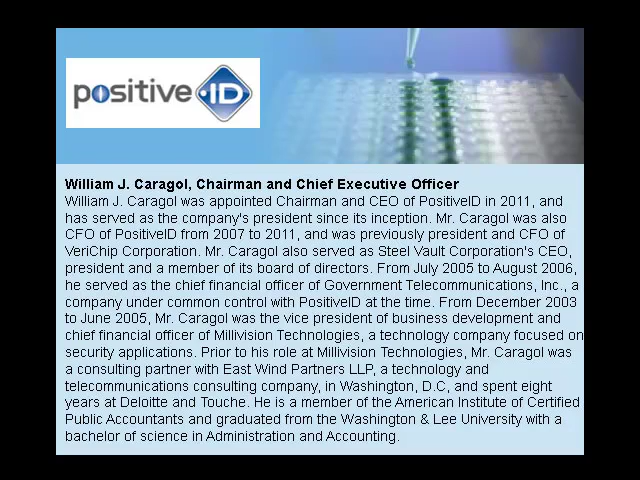 positive ID
William J. Caragol, Chairman and Chief Executive Officer
William J. Caragol was appointed Chairman and CEO of PositiveID in 2011, and
has served as the company's president since its inception. Mr. Caragol was also
CFO of PositiveID from 2007 to 2011, and was previously president and CFO of
VeriChip Corporation. Mr. Caragol also served as Steel Vault Corporation's CEO,
president and a member of its board of directors. From July 2005 to August 2006,
he served as the chief financial officer of Government Telecommunications, Inc., a
company under common control with PositiveID at the time. From December 2003
to June 2005, Mr. Caragol was the vice president of business development and
chief financial officer of Millivision Technologies, a technology company focused on
security applications. Prior to his role at Millivision Technologies, Mr. Caragol was
a consulting partner with East Wind Partners LLP, a technology and
telecommunications consulting company, in Washington, D.C, and spent eight
years at Deloitte and Touche. He is a member of the American Institute of Certified
Public Accountants and graduated from the Washington & Lee University with a
bachelor of science in Administration and Accounting.